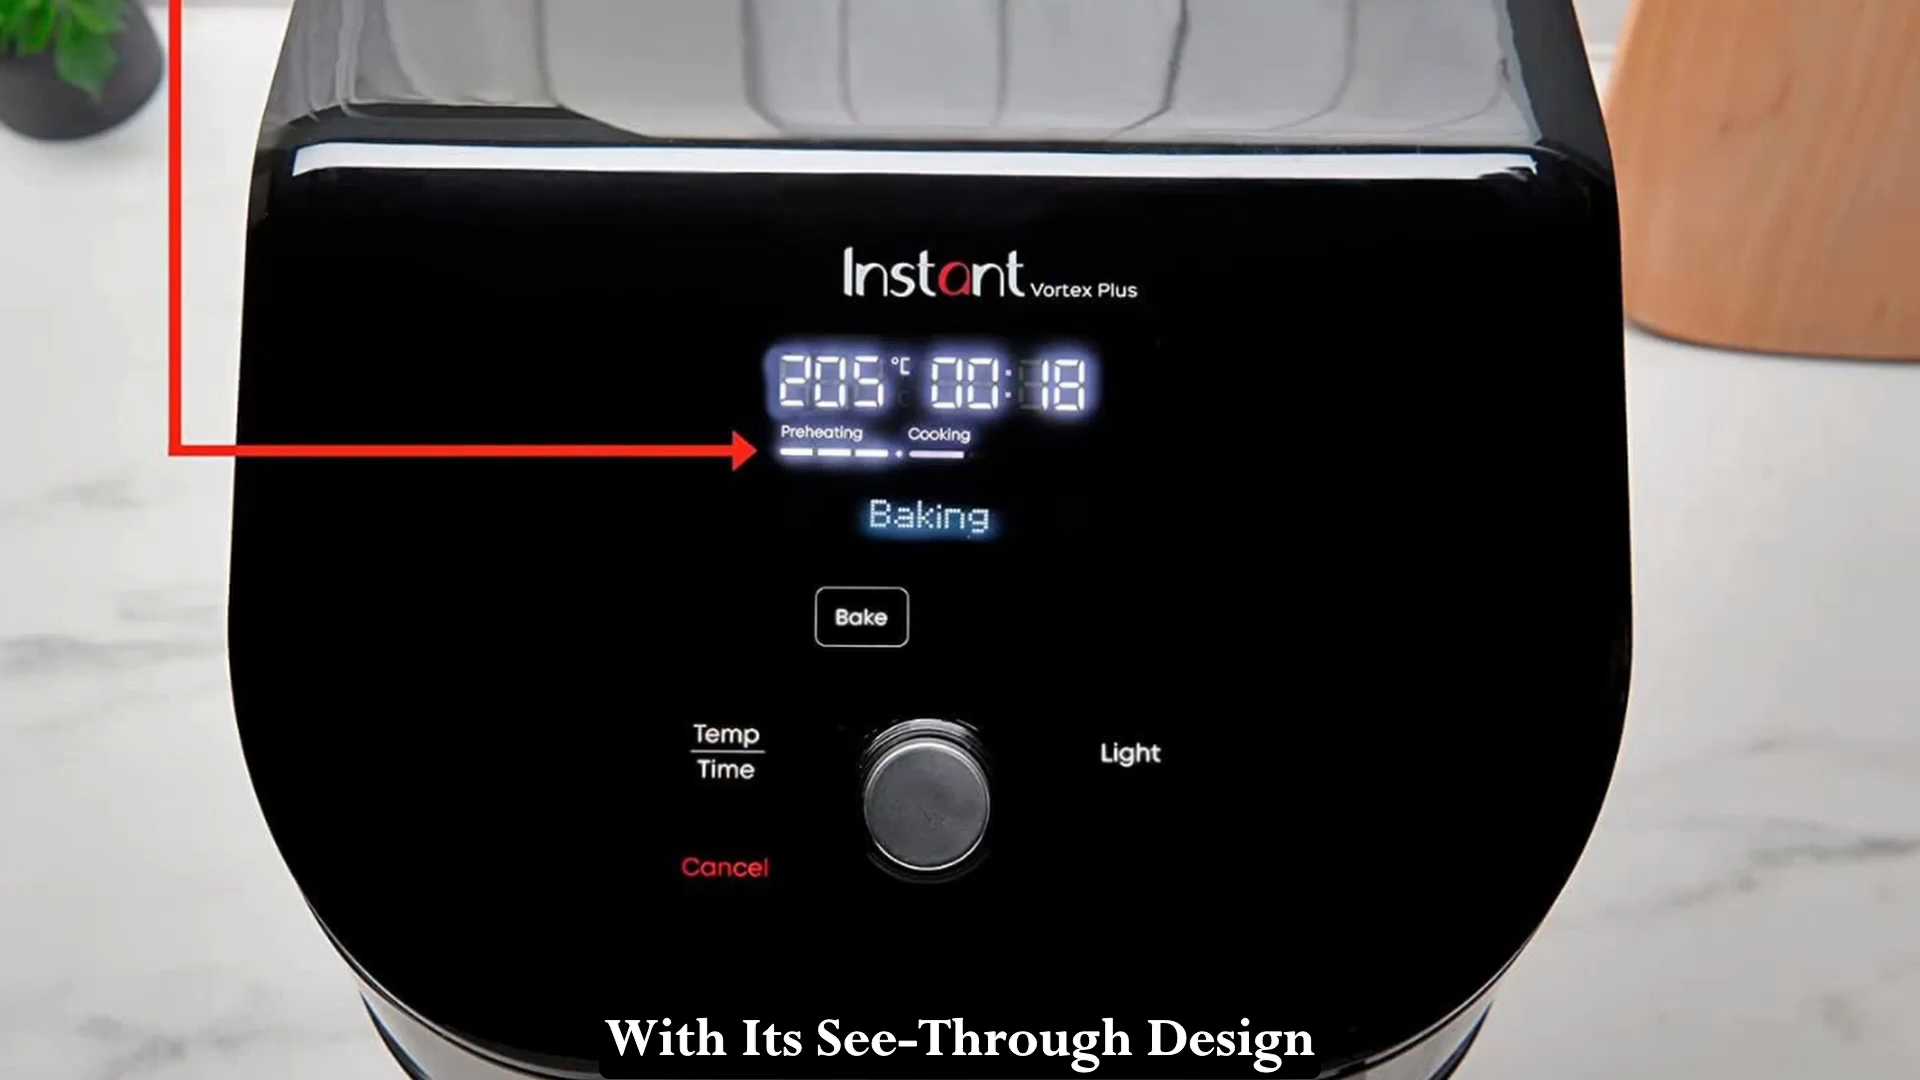 Instant Vortex Plus
205 °C 00:18
Preheating Cooking
Baking
Bake
Temp
Time
Light
Cancel
With Its See-Through Design